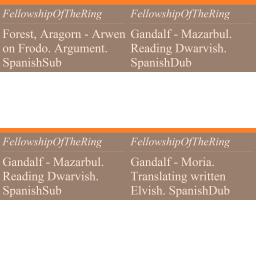 FellowshipOfTheRing
Forest, Aragorn - Arwen
on Frodo. Argument.
SpanishSub
FellowshipOfTheRing
Gandalf - Mazarbul.
Reading Dwarvish.
SpanishDub
FellowshipOfTheRing
Gandalf - Mazarbul.
Reading Dwarvish.
SpanishSub
FellowshipOfTheRing
Gandalf - Moria.
Translating written
Elvish. SpanishDub